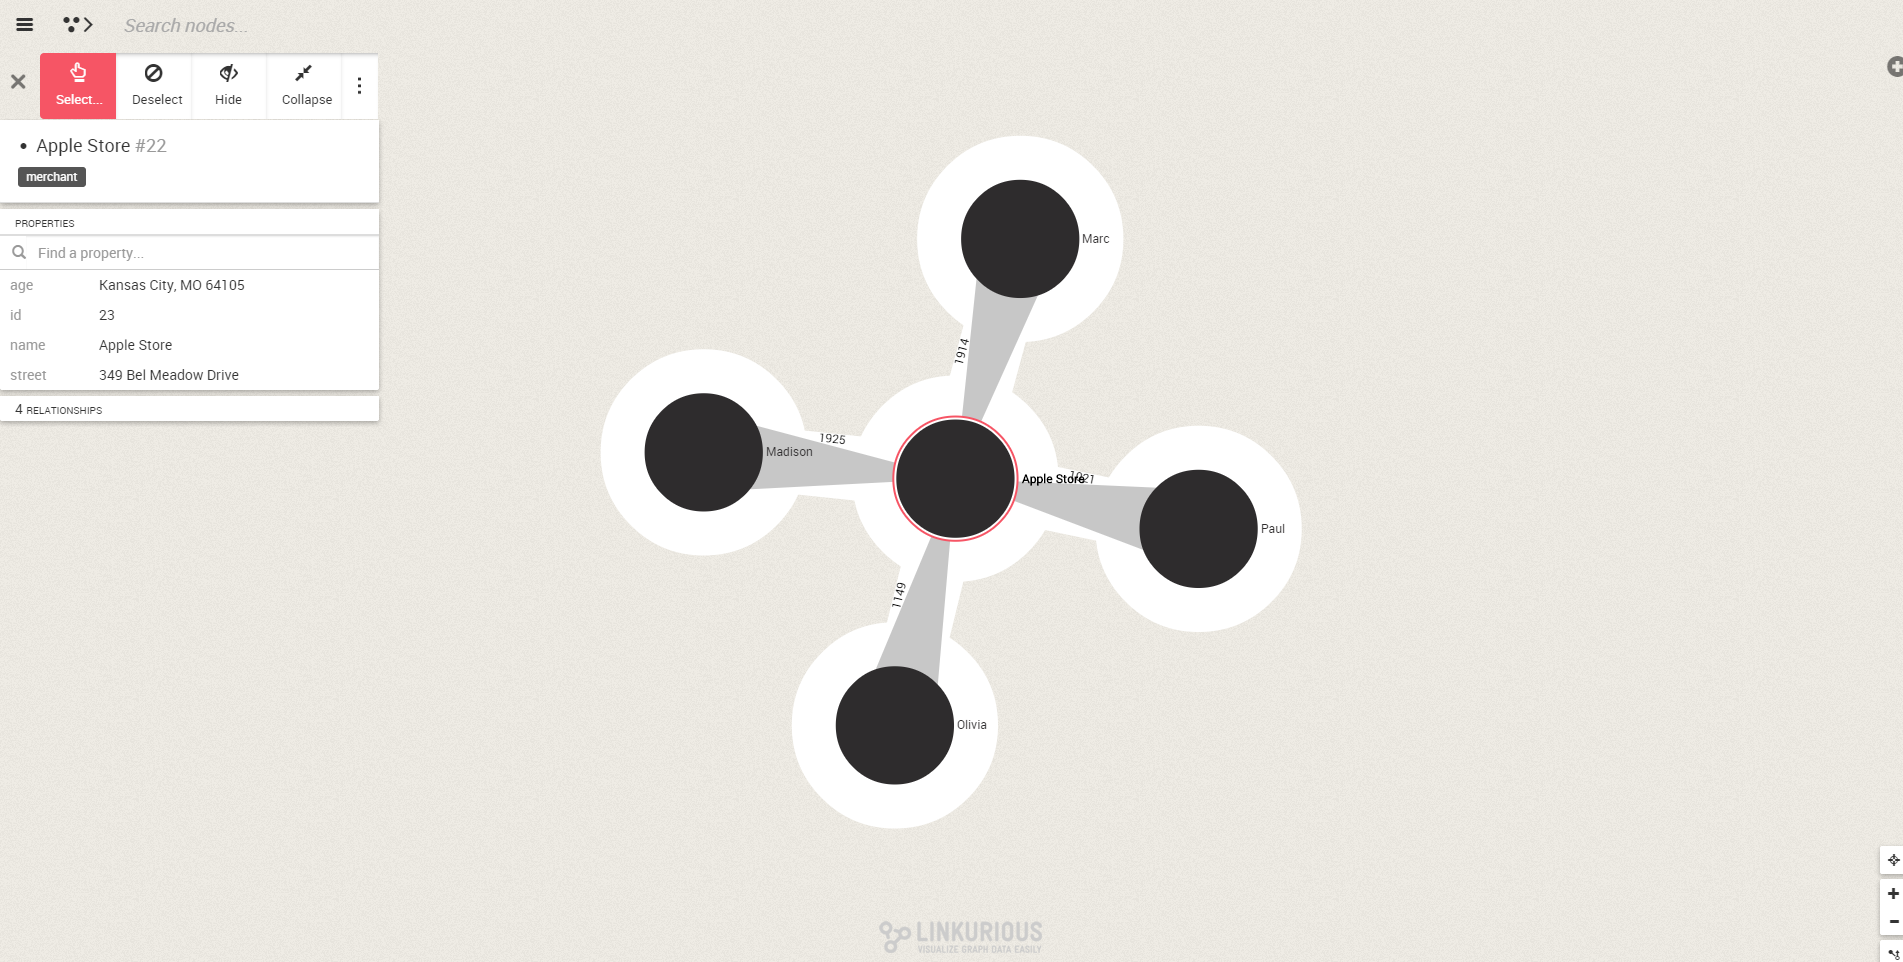 Search nodes...
Select...
Deselect
Hide
Collapse
Apple Store #22
merchant
PROPERTIES
Find a property...
age Kansas City, MO 64105
id 23
name Apple Store
street 349 Bel Meadow Drive
4 RELATIONSHIPS
Marc
1914
1925
Madison
Apple Store
1921
Paul
1149
Olivia
LINKURIOUS
VISUALIZE GRAPH DATA EASILY